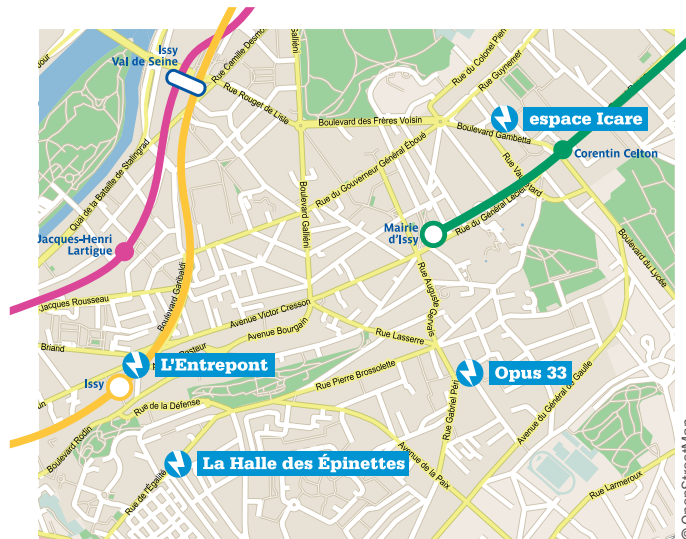 Issy
Val de Seine
Rue Camille Desmo
Galliéni
Rue du Colonel Pier
Rue Guynemer
Rue Rouget de Lisle
Boulevard des Frères Voisin
espace Icare
Boulevard Gambetta
Corentin Celton
Quai de la Bataille de Stalingrad
Rue du Gouverneur Général Éboué
Rue du Général Leclerc
Boulevard Galliéni
Mairie
d'Issy
Jacques-Henri
Lartigue
Boulevard du Lycée
Boulevard Garibaldi
Rue Auguste Gervais
Jacques Rousseau
Avenue Victor Cresson
Avenue Bourgain
Rue Lasserre
Briand
Pasteur
L'Entrepont
Rue Pierre Brossolette
Opus 33
Issy
Rue de la Défense
Rue Gabriel Péri
Avenue du Général de Gaulle
Boulevard Rodin
La Halle des Épinettes
Avenue de la Paix
Rue de l'Égalité
Rue Larmeroux
© OpenStreetMap